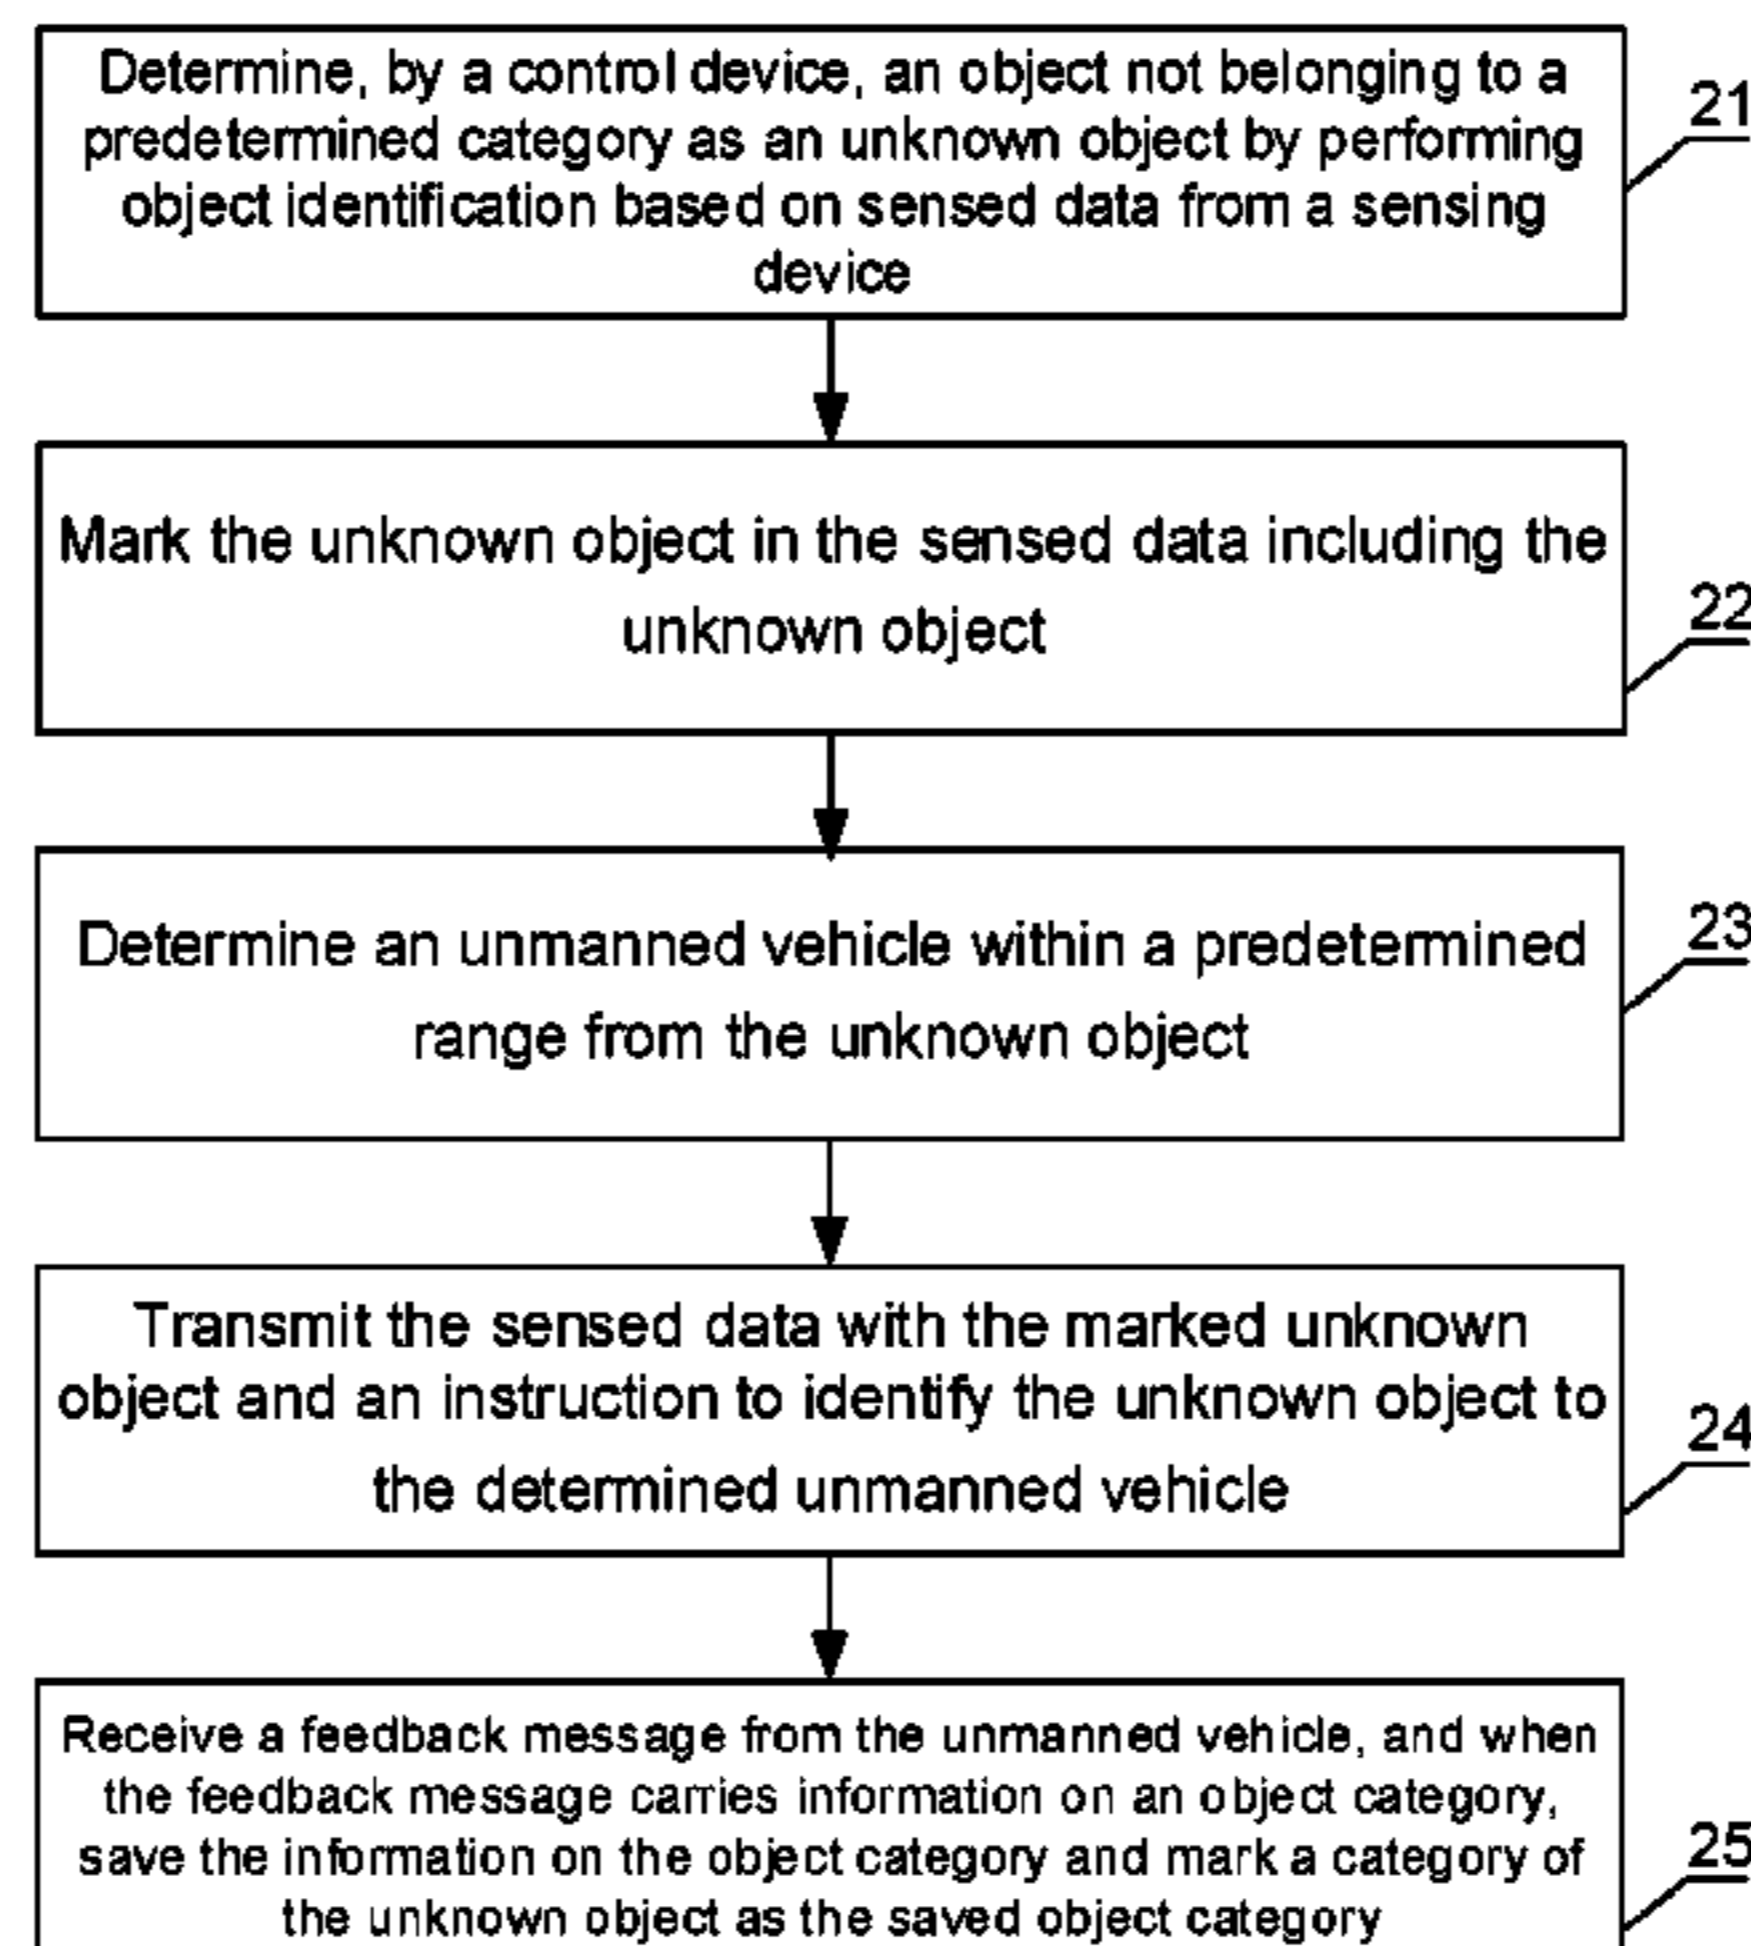 Determine, by a control device, an object not belonging to a
predetermined category as an unknown object by performing
object identification based on sensed data from a sensing
device
21
Mark the unknown object in the sensed data including the
unknown object
22
Determine an unmanned vehicle within a predetermined
range from the unknown object
23
Transmit the sensed data with the marked unknown
object and an instruction to identify the unknown object to
the determined unmanned vehicle
24
Receive a feedback message from the unmanned vehicle, and when
the feedback message carries information on an object category,
save the information on the object category and mark a category of
the unknown object as the saved object category
25